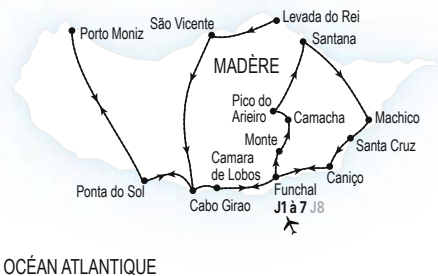 Levada do Rei
São Vicente
Porto Moniz
Santana
MADÈRE
Pico do
Arieiro
Camacha
Machico
Monte
Santa Cruz
Camara
de Lobos
Caniço
Ponta do Sol
Funchal
Cabo Girao
J1 à 7 J8
OCÉAN ATLANTIQUE